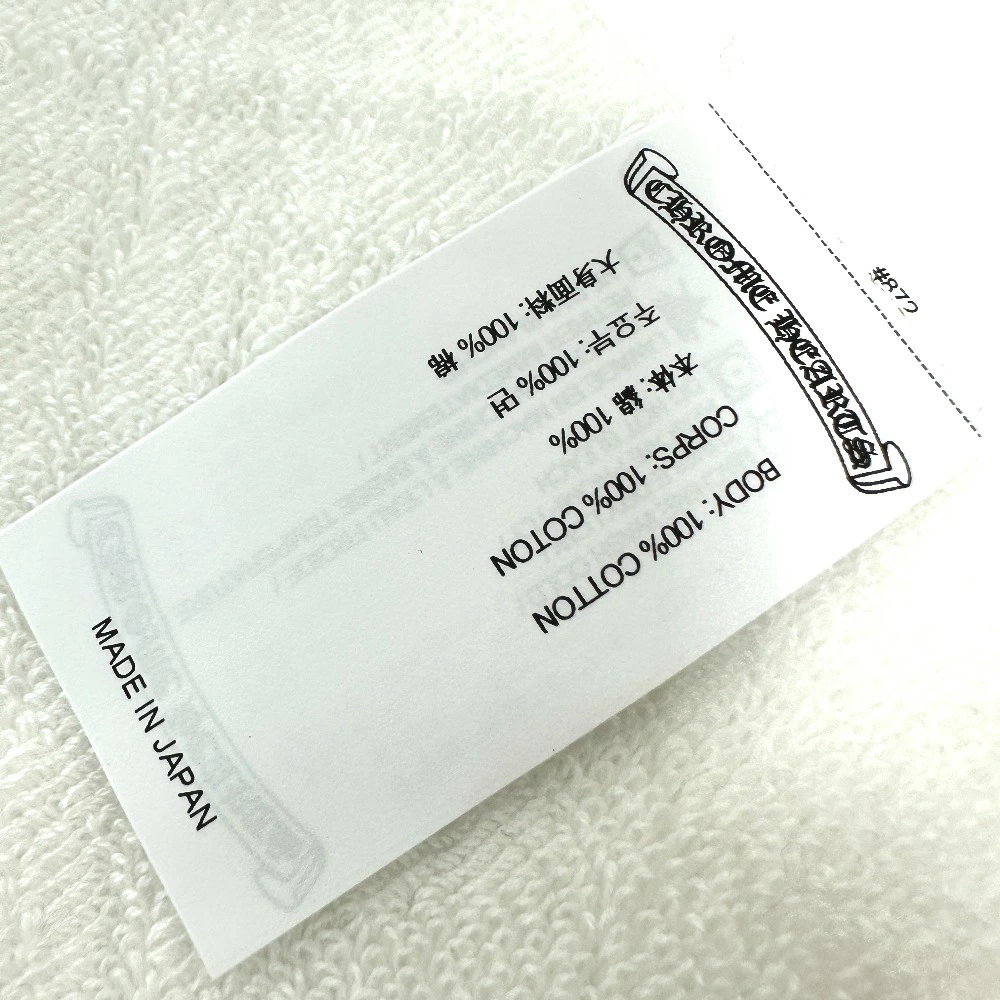 CHROME HEARTS
BODY: 100% COTTON
CORPS: 100% COTON
本体: 綿 100%
주요부: 100% 면
大身面料: 100% 棉
MADE IN JAPAN
#872